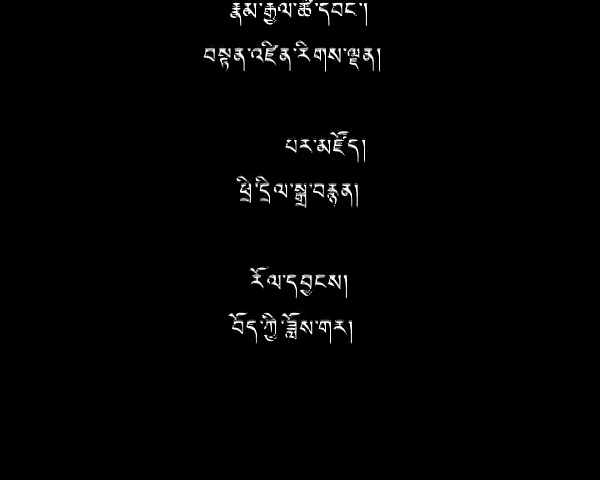 རྣམ་རྒྱལ་ཚེ་དབང་།
བསྟན་འཛིན་རིགས་ལྡན།
པར་མཛོད།
ཕྲི་དྲིལ་སྒྲ་བརྙན།
རོལ་དབྱངས།
བོད་ཀྱི་ཟློས་གར།